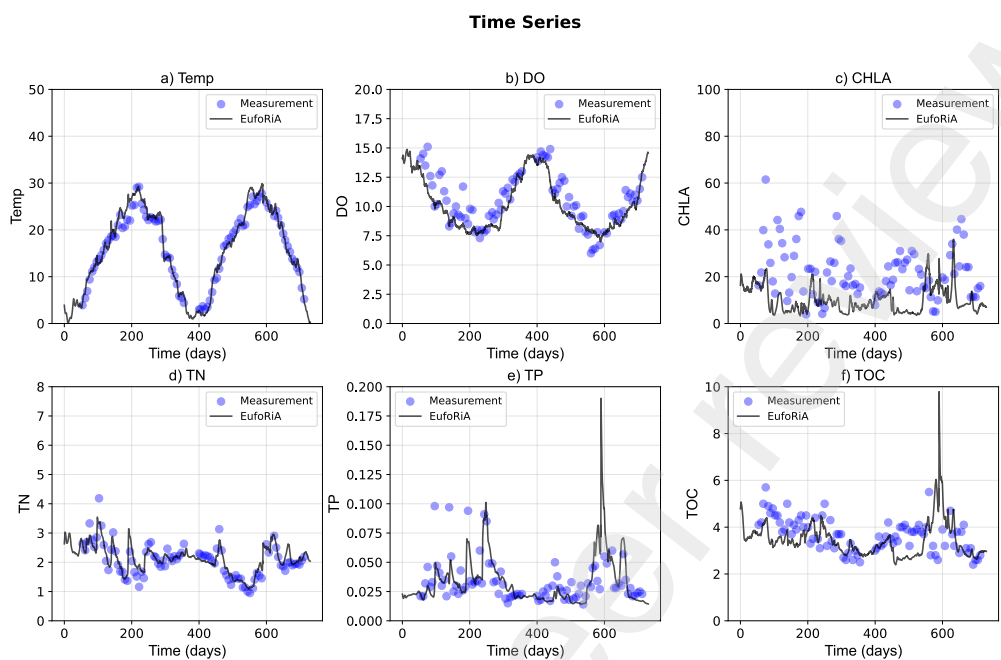 Time Series
a) Temp
b) DO
c) CHLA
50
40
30
20
10
0
Temp
Measurement
EufoRiA
0 200 400 600
Time (days)
20.0
17.5
15.0
12.5
10.0
7.5
5.0
2.5
0.0
DO
Measurement
EufoRiA
0 200 400 600
Time (days)
100
80
60
40
20
0
CHLA
Measurement
EufoRiA
0 200 400 600
Time (days)
d) TN
e) TP
f) TOC
8
7
6
5
4
3
2
1
0
TN
Measurement
EufoRiA
0 200 400 600
Time (days)
0.200
0.175
0.150
0.125
0.100
0.075
0.050
0.025
0.000
TP
Measurement
EufoRiA
0 200 400 600
Time (days)
10
8
6
4
2
0
TOC
Measurement
EufoRiA
0 200 400 600
Time (days)
eer review